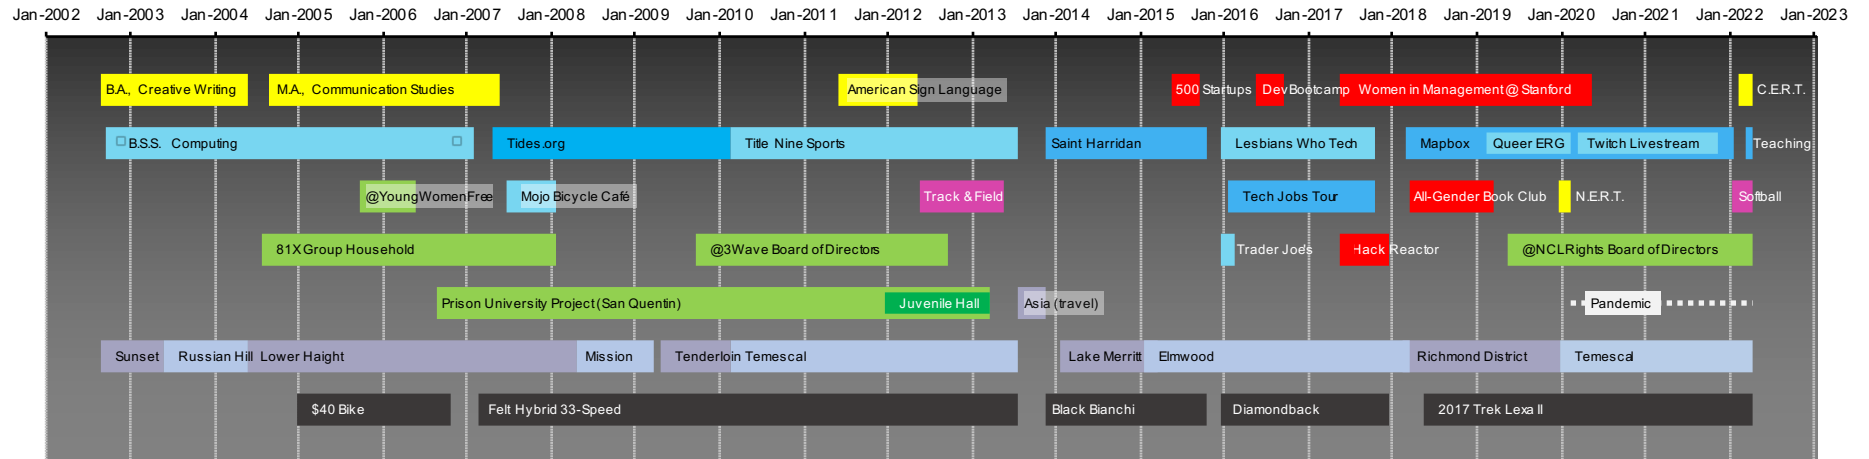 Jan-2002 Jan-2003 Jan-2004 Jan-2005 Jan-2006 Jan-2007 Jan-2008 Jan-2009 Jan-2010 Jan-2011 Jan-2012 Jan-2013 Jan-2014 Jan-2015 Jan-2016 Jan-2017 Jan-2018 Jan-2019 Jan-2020 Jan-2021 Jan-2022 Jan-2023
B.A., Creative Writing M.A., Communication Studies American Sign Language 500 Startups DevBootcamp Women in Management @ Stanford C.E.R.T.
B.S.S. Computing Tides.org Title Nine Sports Saint Harridan Lesbians Who Tech Mapbox Queer ERG Twitch Livestream Teaching
@YoungWomenFree Mojo Bicycle Café Track & Field Tech Jobs Tour All-Gender Book Club N.E.R.T. Softball
81X Group Household @3Wave Board of Directors Trader Joe's Hack Reactor @NCLRights Board of Directors
Prison University Project (San Quentin) Juvenile Hall Asia (travel) Pandemic
Sunset Russian Hill Lower Haight Mission Tenderloin Temescal Lake Merritt Elmwood Richmond District Temescal
$40 Bike Felt Hybrid 33-Speed Black Bianchi Diamondback 2017 Trek Lexa II